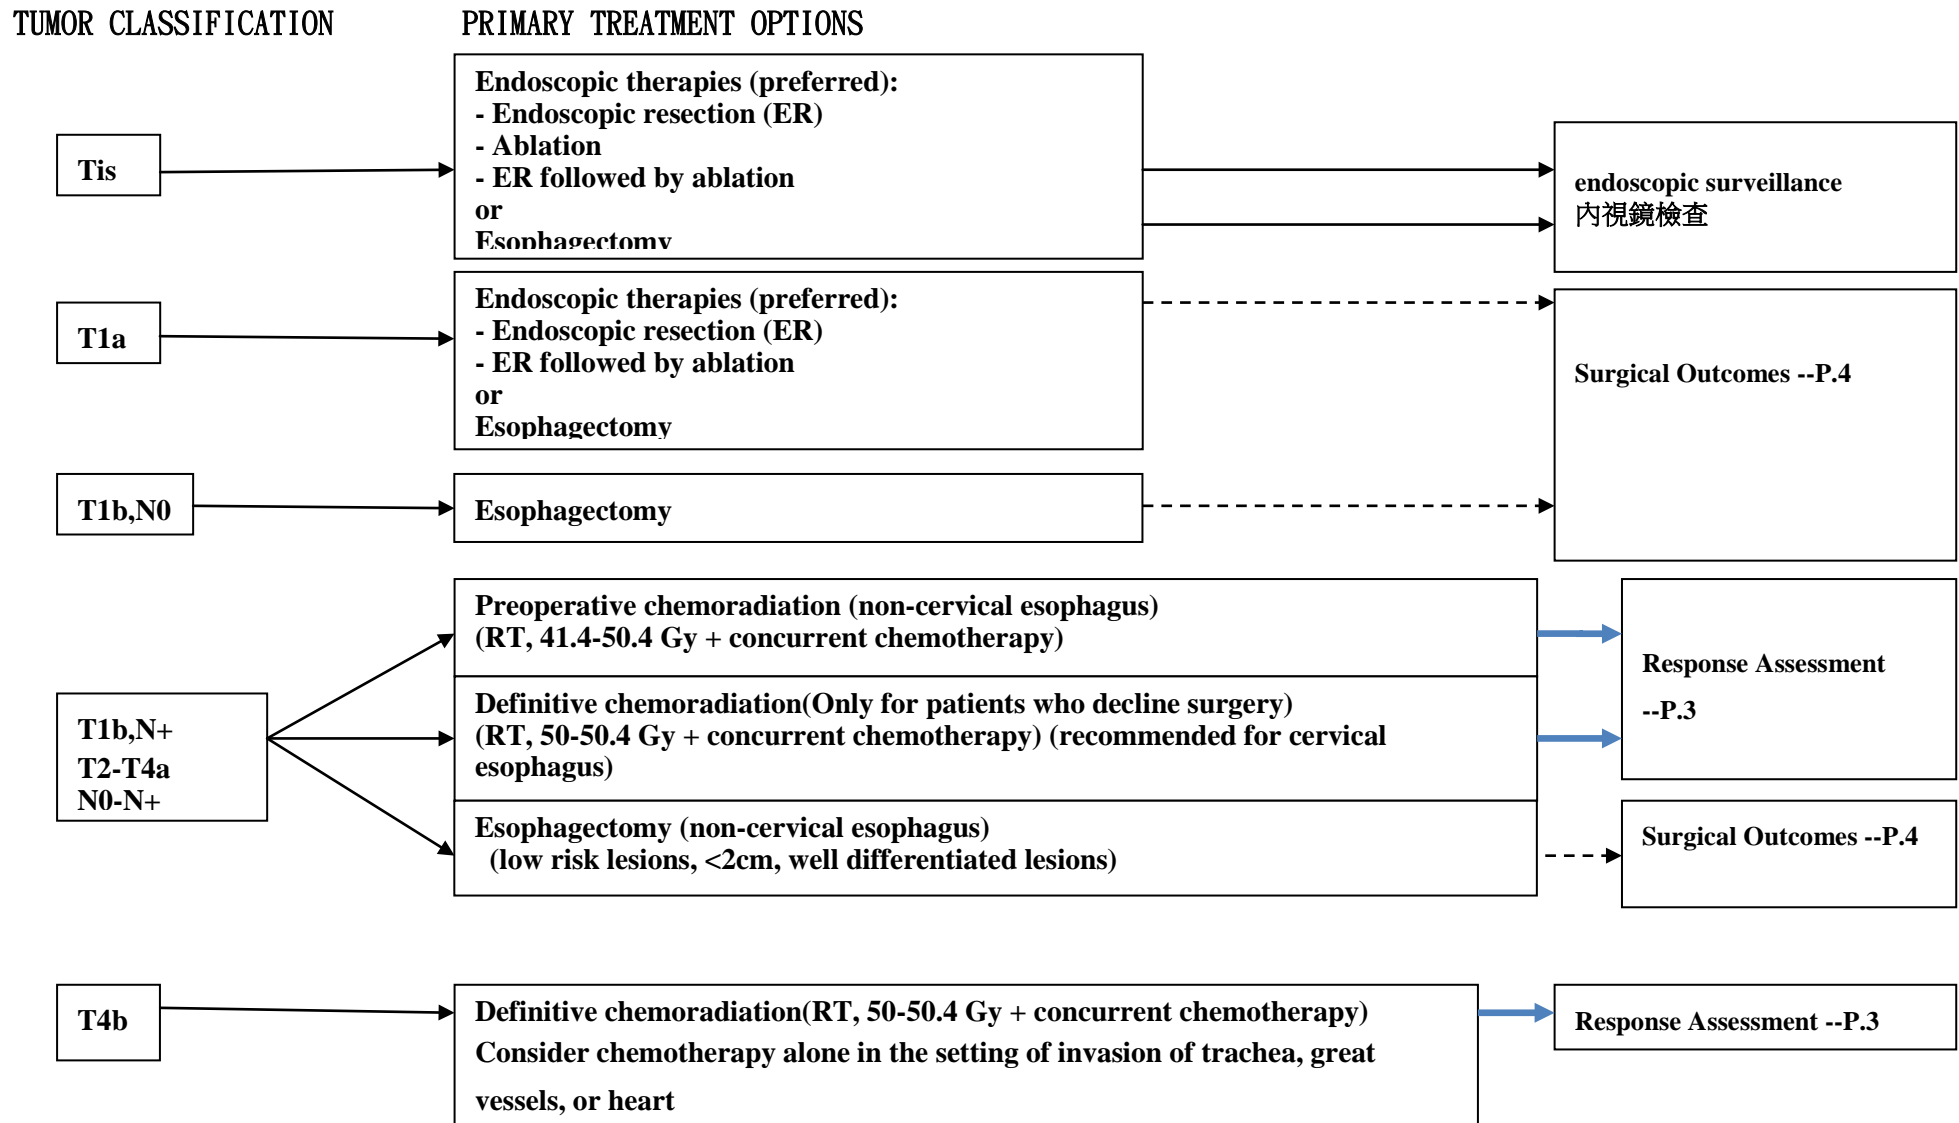 TUMOR CLASSIFICATION
PRIMARY TREATMENT OPTIONS
Tis
Endoscopic therapies (preferred):
- Endoscopic resection (ER)
- Ablation
- ER followed by ablation
or
Esophagectomy
endoscopic surveillance
內視鏡檢查
T1a
Endoscopic therapies (preferred):
- Endoscopic resection (ER)
- ER followed by ablation
or
Esophagectomy
Surgical Outcomes --P.4
T1b,N0
Esophagectomy
T1b,N+
T2-T4a
N0-N+
Preoperative chemoradiation (non-cervical esophagus)
(RT, 41.4-50.4 Gy + concurrent chemotherapy)
Definitive chemoradiation(Only for patients who decline surgery)
(RT, 50-50.4 Gy + concurrent chemotherapy) (recommended for cervical
esophagus)
Response Assessment
--P.3
Esophagectomy (non-cervical esophagus)
(low risk lesions, <2cm, well differentiated lesions)
Surgical Outcomes --P.4
T4b
Definitive chemoradiation(RT, 50-50.4 Gy + concurrent chemotherapy)
Consider chemotherapy alone in the setting of invasion of trachea, great
vessels, or heart
Response Assessment --P.3